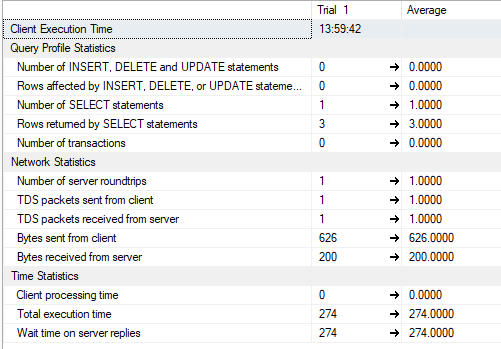 Trial 1 Average
Client Execution Time 13:59:42
Query Profile Statistics
Number of INSERT, DELETE and UPDATE statements 0 → 0.0000
Rows affected by INSERT, DELETE, or UPDATE stateme... 0 → 0.0000
Number of SELECT statements 1 → 1.0000
Rows returned by SELECT statements 3 → 3.0000
Number of transactions 0 → 0.0000
Network Statistics
Number of server roundtrips 1 → 1.0000
TDS packets sent from client 1 → 1.0000
TDS packets received from server 1 → 1.0000
Bytes sent from client 626 → 626.0000
Bytes received from server 200 → 200.0000
Time Statistics
Client processing time 0 → 0.0000
Total execution time 274 → 274.0000
Wait time on server replies 274 → 274.0000